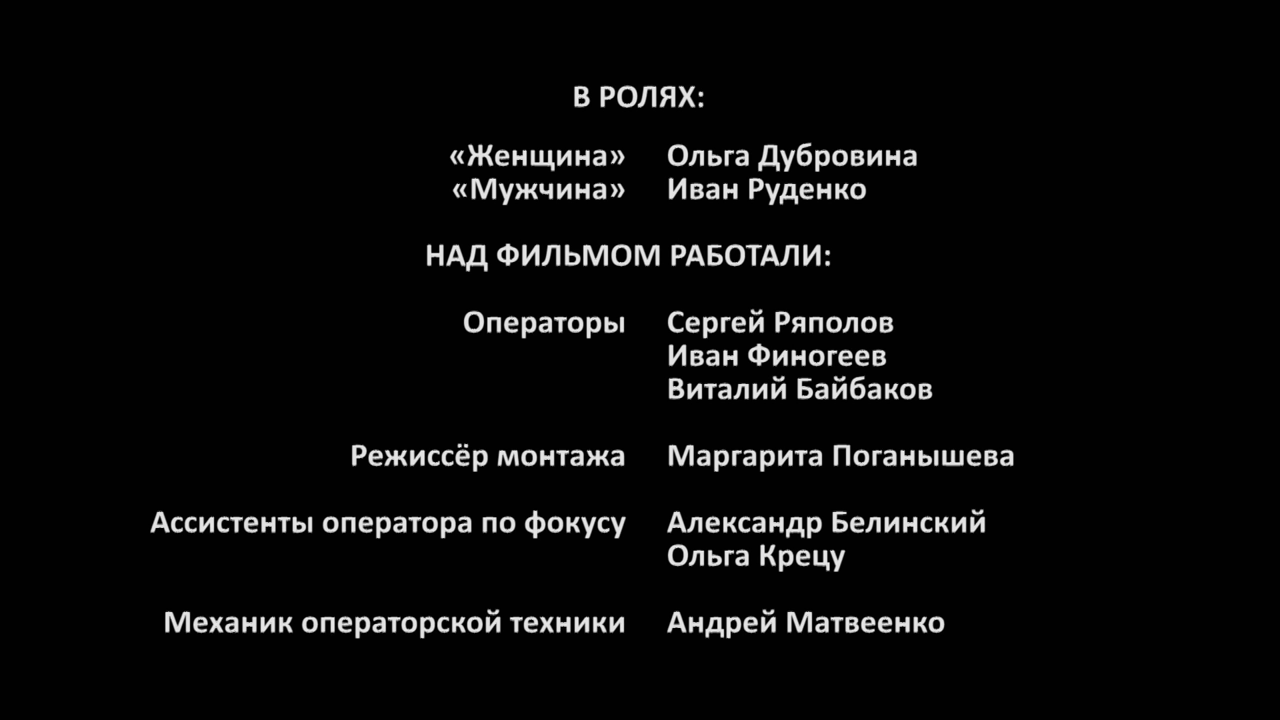 В РОЛЯХ:
«Женщина» Ольга Дубровина
«Мужчина» Иван Руденко
НАД ФИЛЬМОМ РАБОТАЛИ:
Операторы Сергей Ряполов
Иван Финогеев
Виталий Байбаков
Режиссёр монтажа Маргарита Поганышева
Ассистенты оператора по фокусу Александр Белинский
Ольга Крецу
Механик операторской техники Андрей Матвеенко